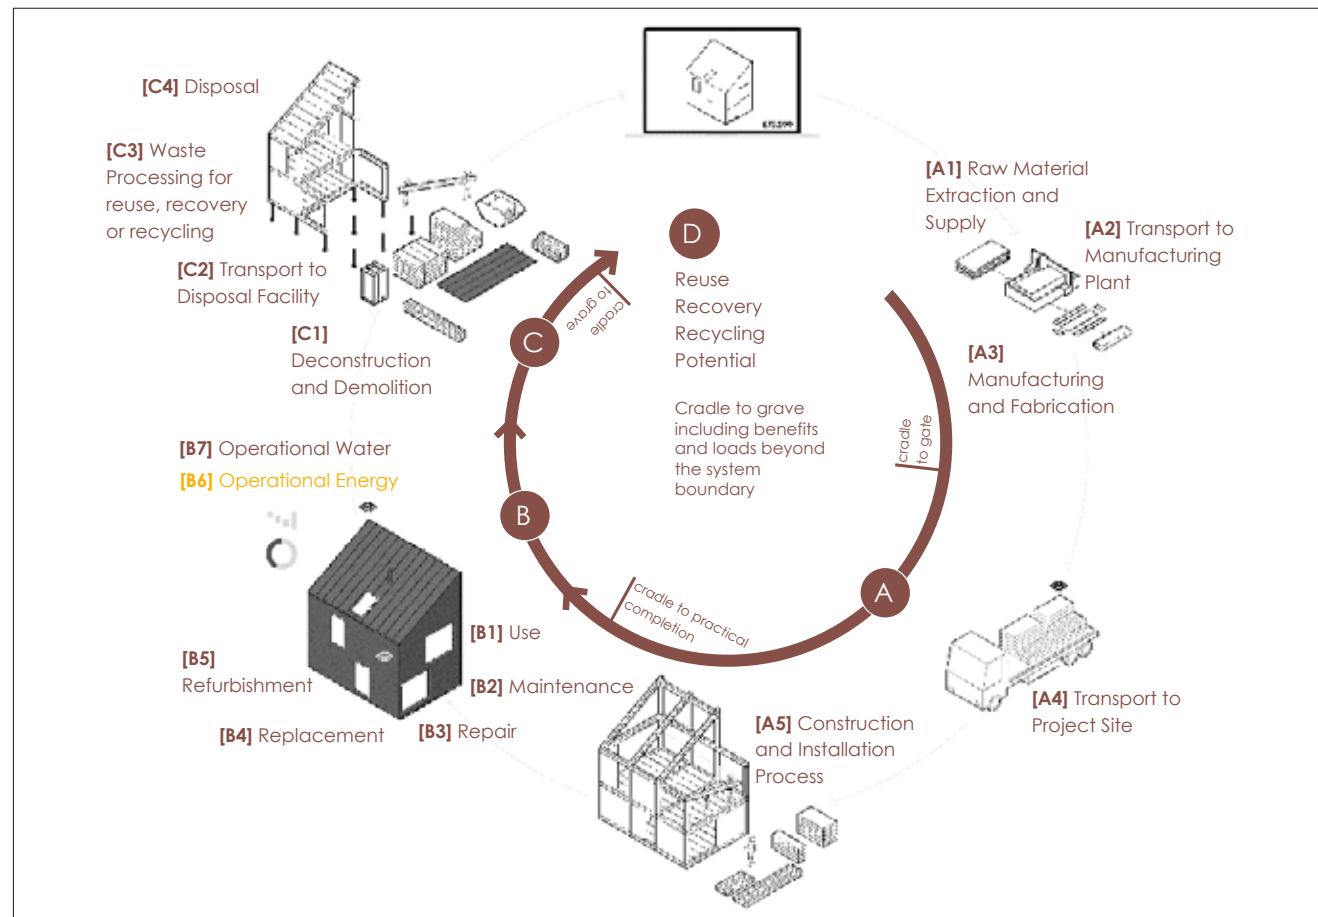 [C4] Disposal
[C3] Waste
Processing for
reuse, recovery
or recycling
[C2] Transport to
Disposal Facility
[C1]
Deconstruction
and Demolition
[A1] Raw Material
Extraction and
Supply
[A2] Transport to
Manufacturing
Plant
[A3]
Manufacturing
and Fabrication
D
Reuse
Recovery
Recycling
Potential
Cradle to grave
including benefits
and loads beyond
the system
boundary
cradle
to grave
C
cradle
to gate
[B7] Operational Water
[B6] Operational Energy
B
A
cradle to practical
completion
[B1] Use
[B5]
Refurbishment
[B2] Maintenance
[B4] Replacement
[B3] Repair
[A4] Transport to
Project Site
[A5] Construction
and Installation
Process